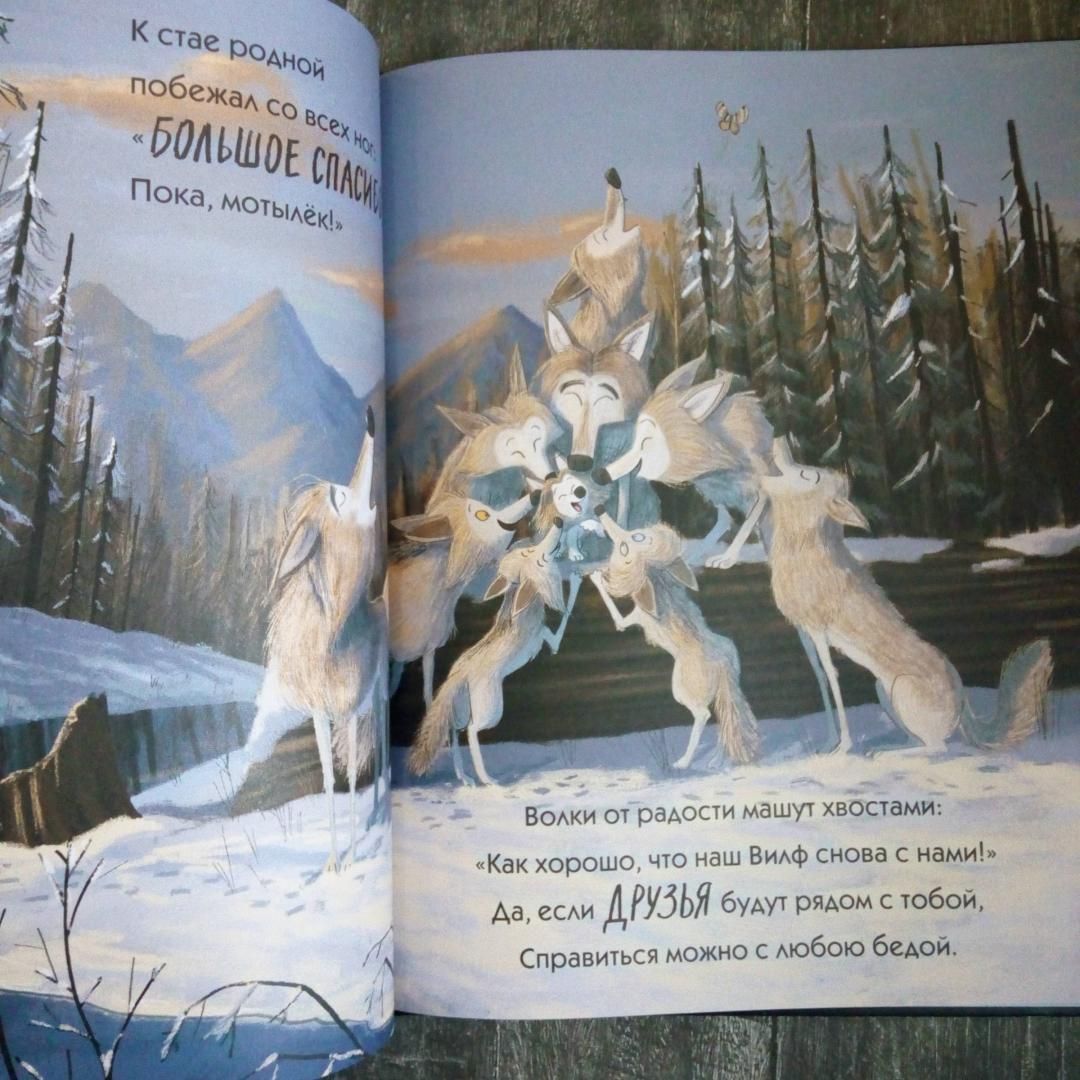 К стае родной
побежал со всех ног:
«БОЛЬШОЕ СПАСИБО
Пока, мотылёк!»
Волки от радости машут хвостами:
«Как хорошо, что наш Вилф снова с нами!»
Да, если ДРУЗЬЯ будут рядом с тобой,
Справиться можно с любою бедой.